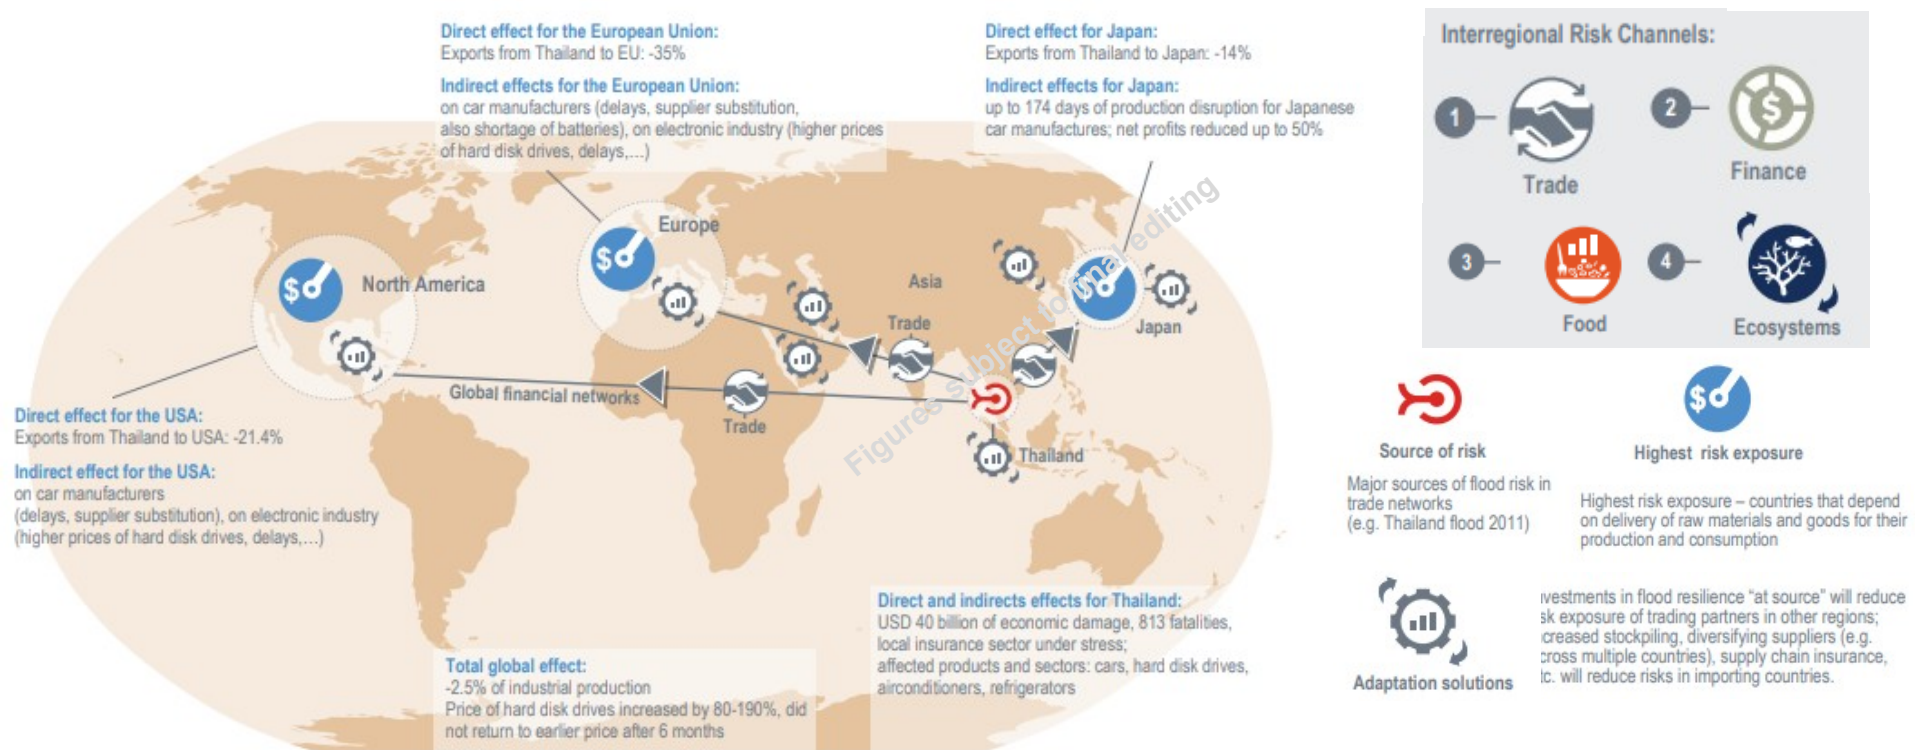 Direct effect for the European Union:
Exports from Thailand to EU: -35%
Indirect effects for the European Union:
on car manufacturers (delays, supplier substitution,
also shortage of batteries), on electronic industry (higher prices
of hard disk drives, delays,...)
Direct effect for Japan:
Exports from Thailand to Japan: -14%
Indirect effects for Japan:
up to 174 days of production disruption for Japanese
car manufactures; net profits reduced up to 50%
Interregional Risk Channels:
1
Trade
2
Finance
3
Food
4
Ecosystems
$
Europe
$
North America
Asia
$
Japan
Trade
Global financial networks
Trade
Thailand
Figures subject to final editing
Direct effect for the USA:
Exports from Thailand to USA: -21.4%
Indirect effect for the USA:
on car manufacturers
(delays, supplier substitution), on electronic industry
(higher prices of hard disk drives, delays,...)
Total global effect:
-2.5% of industrial production
Price of hard disk drives increased by 80-190%, did
not return to earlier price after 6 months
Direct and indirects effects for Thailand:
USD 40 billion of economic damage, 813 fatalities,
local insurance sector under stress;
affected products and sectors: cars, hard disk drives,
airconditioners, refrigerators
Source of risk
Major sources of flood risk in
trade networks
(e.g. Thailand flood 2011)
$
Highest risk exposure
Highest risk exposure – countries that depend
on delivery of raw materials and goods for their
production and consumption
Adaptation solutions
vestments in flood resilience “at source” will reduce
sk exposure of trading partners in other regions;
creased stockpiling, diversifying suppliers (e.g.
cross multiple countries), supply chain insurance,
tc. will reduce risks in importing countries.